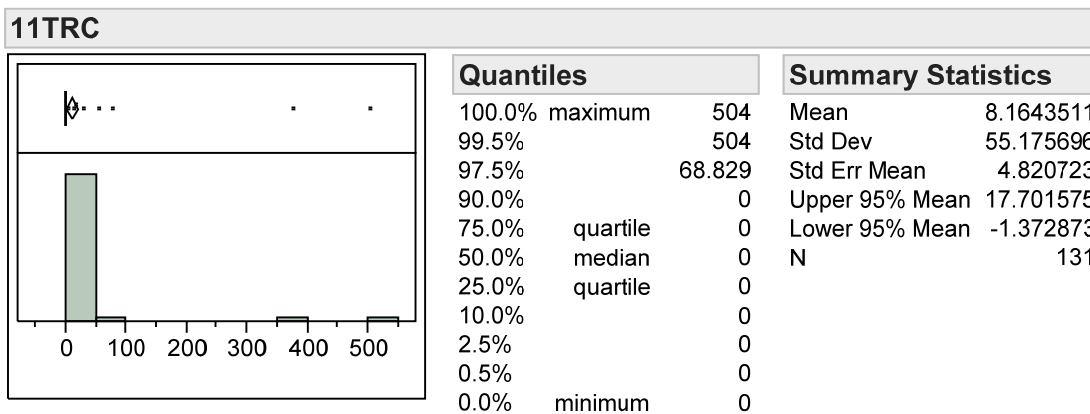 11TRC
0 100 200 300 400 500
Quantiles
100.0% maximum 504
99.5% 504
97.5% 68.829
90.0% 0
75.0% quartile 0
50.0% median 0
25.0% quartile 0
10.0% 0
2.5% 0
0.5% 0
0.0% minimum 0
Summary Statistics
Mean 8.1643511
Std Dev 55.175696
Std Err Mean 4.820723
Upper 95% Mean 17.701575
Lower 95% Mean -1.372873
N 131